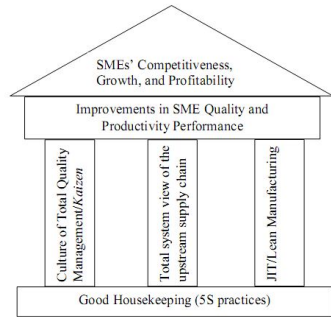 SMEs' Competitiveness,
Growth, and Profitability
Improvements in SME Quality and
Productivity Performance
Culture of Total Quality
Management/Kaizen
Total system view of the
upstream supply chain
JIT/Lean Manufacturing
Good Housekeeping (5S practices)